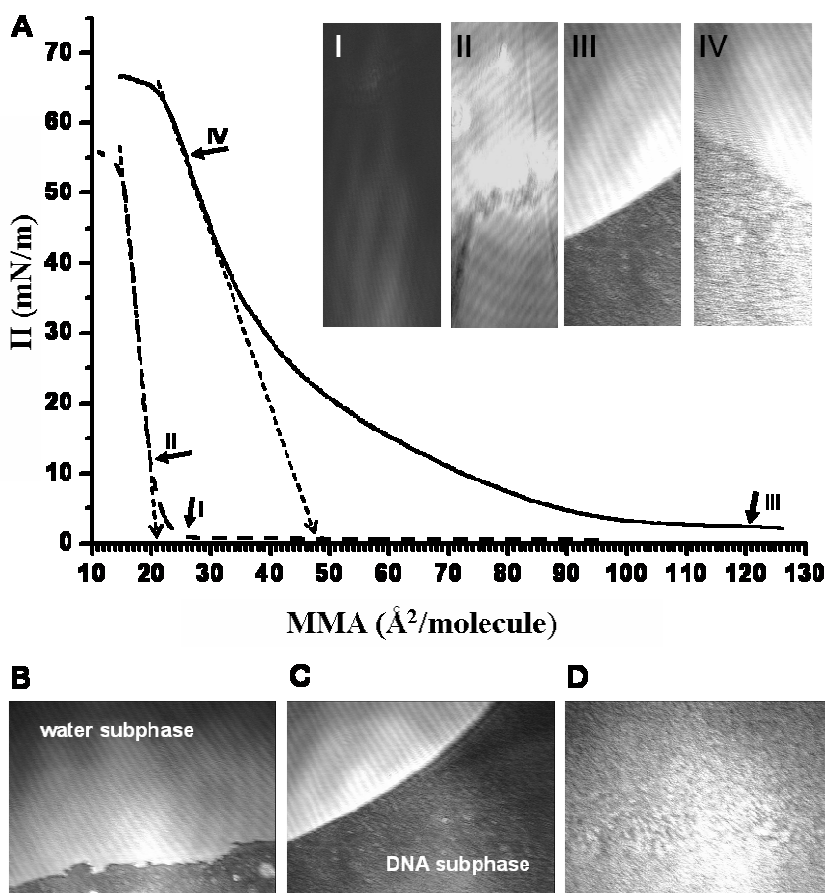 A
I
II
III
IV
70
60
50
40
30
20
10
0
Π (mN/m)
IV
II
I
III
10 20 30 40 50 60 70 80 90 100 110 120 130
MMA (Å²/molecule)
B
C
D
water subphase
DNA subphase